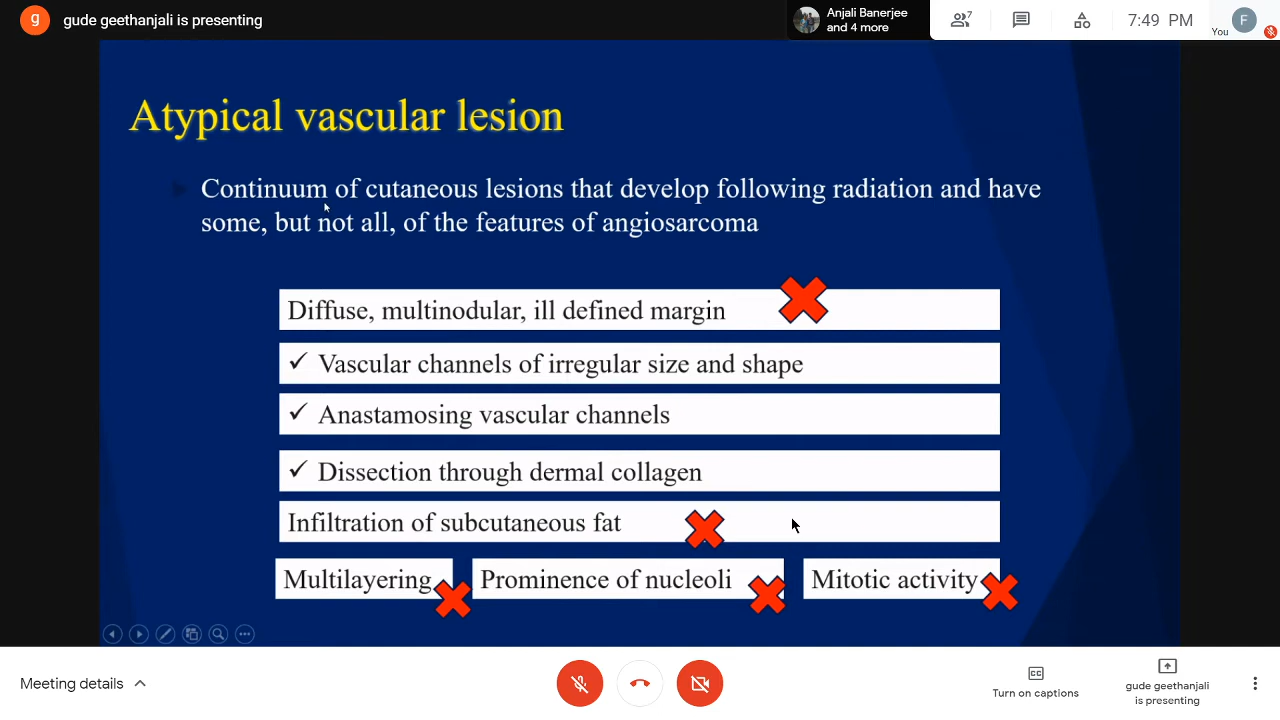 g gude geethanjali is presenting
Anjali Banerjee
and 4 more
7
7:49 PM
You
F
Atypical vascular lesion
Continuum of cutaneous lesions that develop following radiation and have
some, but not all, of the features of angiosarcoma
Diffuse, multinodular, ill defined margin
✓ Vascular channels of irregular size and shape
✓ Anastamosing vascular channels
✓ Dissection through dermal collagen
Infiltration of subcutaneous fat
Multilayering Prominence of nucleoli Mitotic activity
Meeting details
CC
Turn on captions
gude geethanjali
is presenting